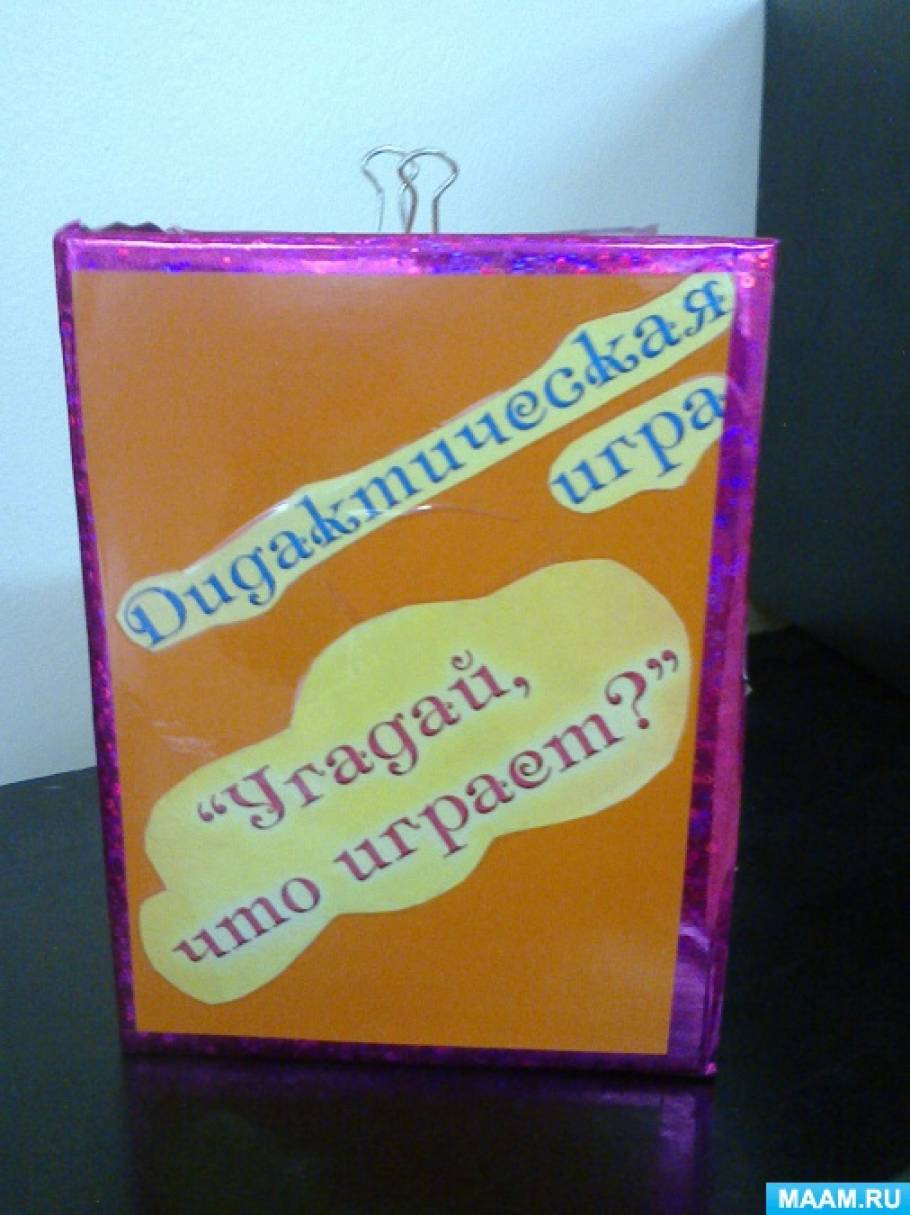 Дидактическая
игра
“Угадай,
что играет?”
MAAM.RU